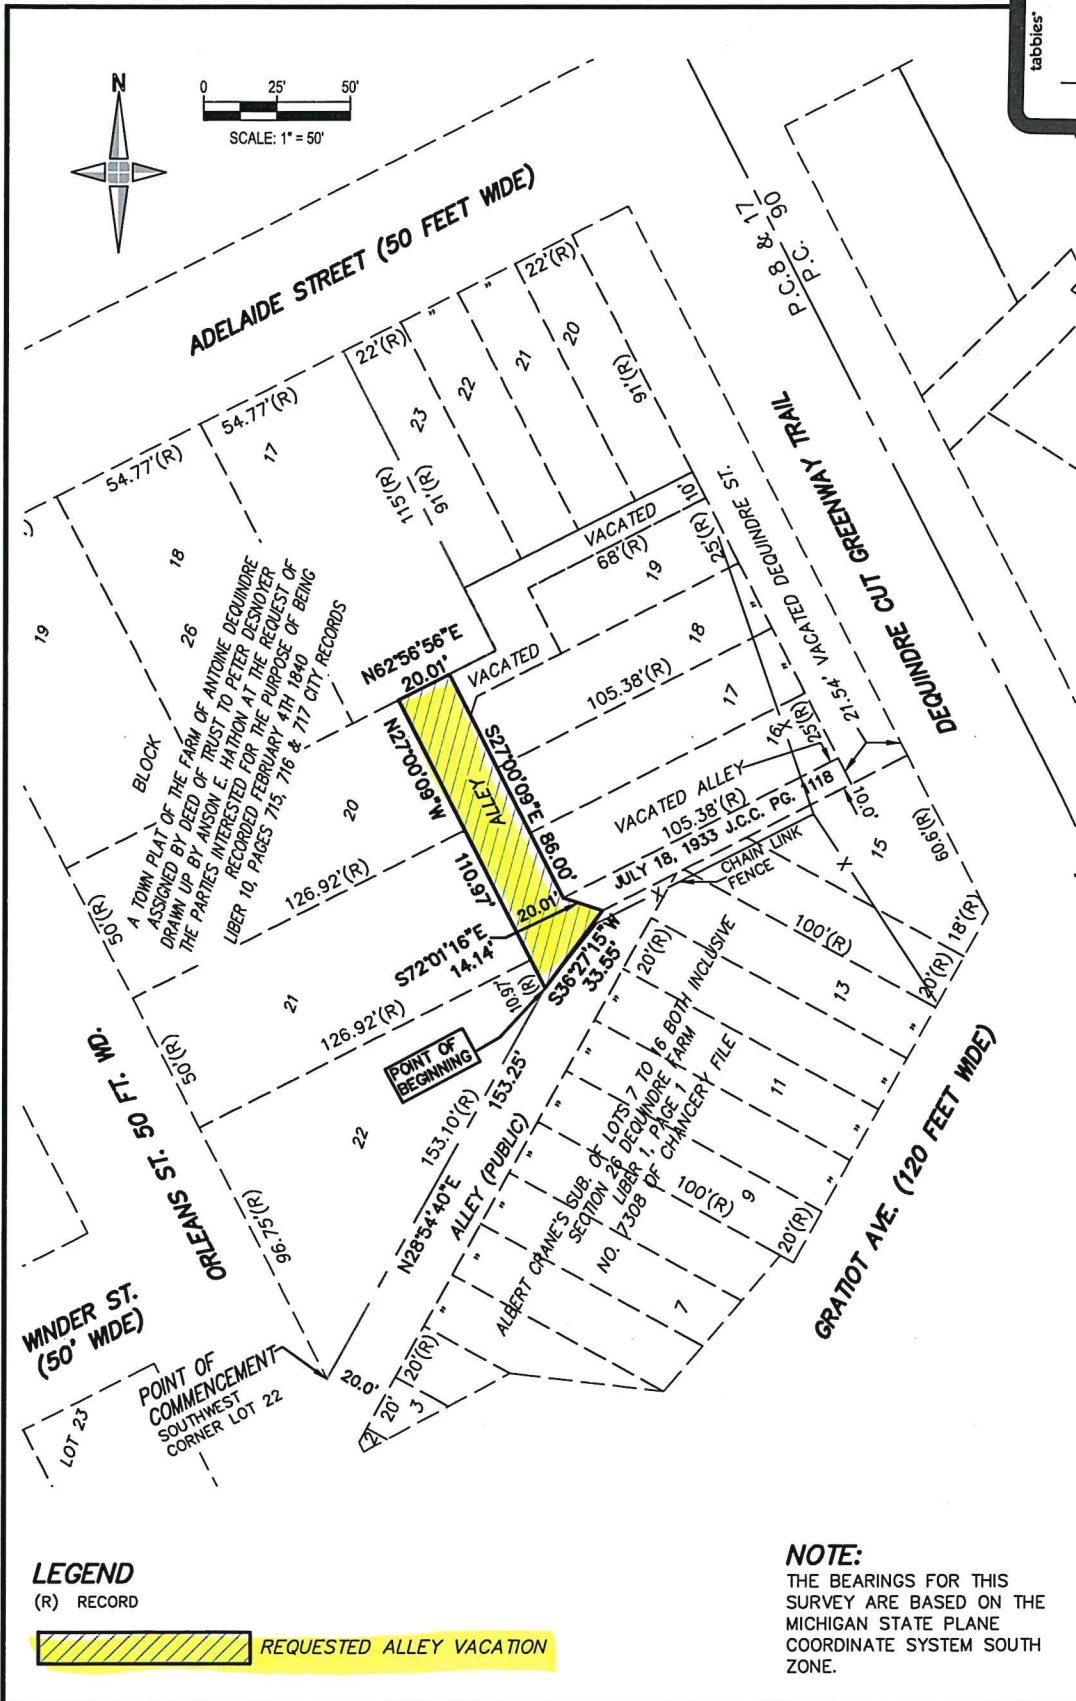 tabbies®
N
0 25' 50'
SCALE: 1" = 50'
ADELAIDE STREET (50 FEET WIDE)
P.C.8 & 17
P.C. 90
22'(R)
"
22'(R)
54.77'(R)
54.77'(R)
17
18
19
26
23
22
21
20
91'(R)
115'(R)
91'(R)
DEQUINDRE CUT GREENWAY TRAIL
DEQUINDRE ST.
21.54' VACATED DEQUINDRE ST.
VACATED
10'
68'(R)
19
25'(R)
"
"
18
17
16
105.38'(R)
25'(R)
BLOCK
A TOWN PLAT OF THE FARM OF ANTOINE DEQUINDRE
ASSIGNED BY DEED OF TRUST TO PETER DESNOYER
DRAWN UP BY ANSON E. HATHON AT THE REQUEST OF
THE PARTIES INTERESTED FOR THE PURPOSE OF BEING
RECORDED FEBRUARY 4TH 1840
LIBER 10, PAGES 715, 716 & 717 CITY RECORDS
N62°56'56"E
20.01'
VACATED
N27°00'09"W
110.97'
ALLEY
S27°00'09"E 86.00'
VACATED ALLEY
105.38'(R)
JULY 18, 1933 J.C.C. PG. 1118
10.0'
CHAIN LINK
FENCE
X
X
X
15
60.6'(R)
20
126.92'(R)
50'(R)
20.01'
S72°01'16"E
14.14'
S36°27'15"W
33.55'
10.97'
(R)
21
126.92'(R)
50'(R)
POINT OF
BEGINNING
20'(R)
100'(R)
18'(R)
20'(R)
13
11
9
7
100'(R)
20'(R)
ALBERT CRANE'S SUB. OF LOTS 7 TO 16 BOTH INCLUSIVE
SECTION 26 DEQUINDRE FARM
LIBER 1, PAGE 1
NO. 7308 OF CHANCERY FILE
22
153.10'(R)
153.25'
N28°54'40"E
ALLEY (PUBLIC)
ORLEANS ST. 50 FT. WD.
96.75'(R)
GRATIOT AVE. (120 FEET WIDE)
WINDER ST.
(50' WIDE)
POINT OF
COMMENCEMENT
SOUTHWEST
CORNER LOT 22
LOT 23
20.0'
20'(R)
20'
3
2
LEGEND
(R) RECORD
REQUESTED ALLEY VACATION
NOTE:
THE BEARINGS FOR THIS
SURVEY ARE BASED ON THE
MICHIGAN STATE PLANE
COORDINATE SYSTEM SOUTH
ZONE.